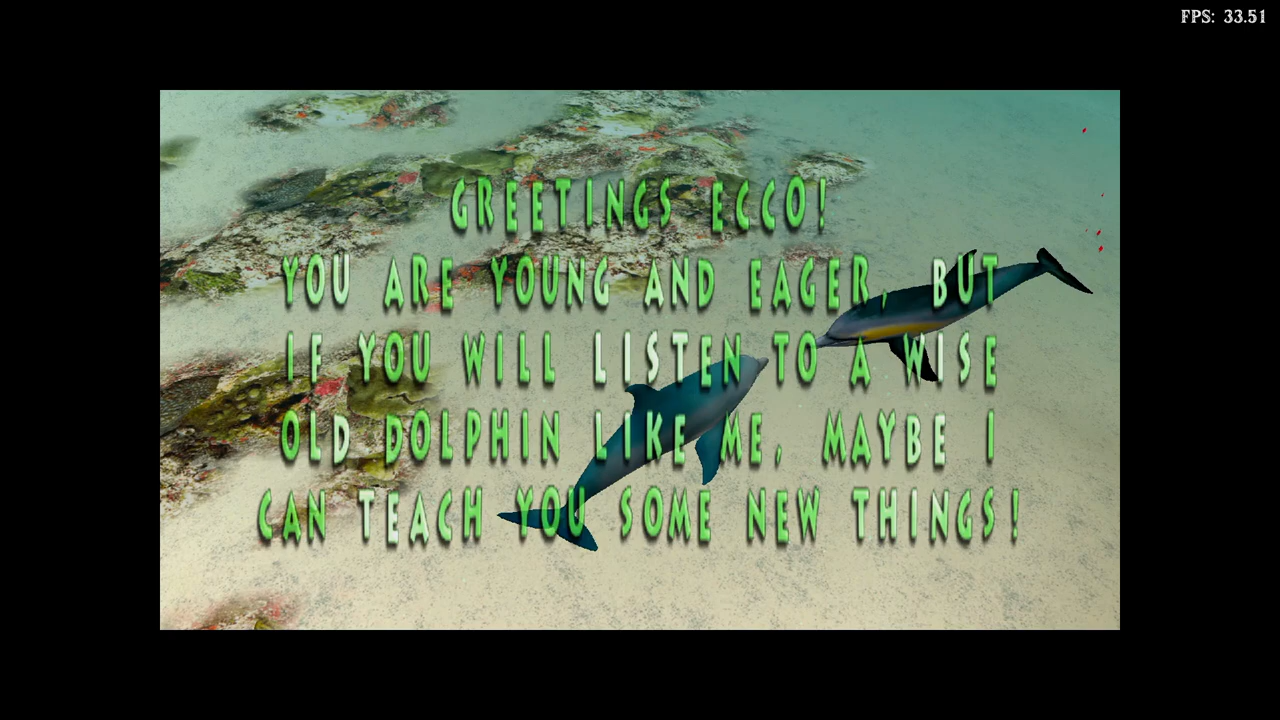 FPS: 33.51
GREETINGS ECCO!
YOU ARE YOUNG AND EAGER, BUT
IF YOU WILL LISTEN TO A WISE
OLD DOLPHIN LIKE ME, MAYBE I
CAN TEACH YOU SOME NEW THINGS!